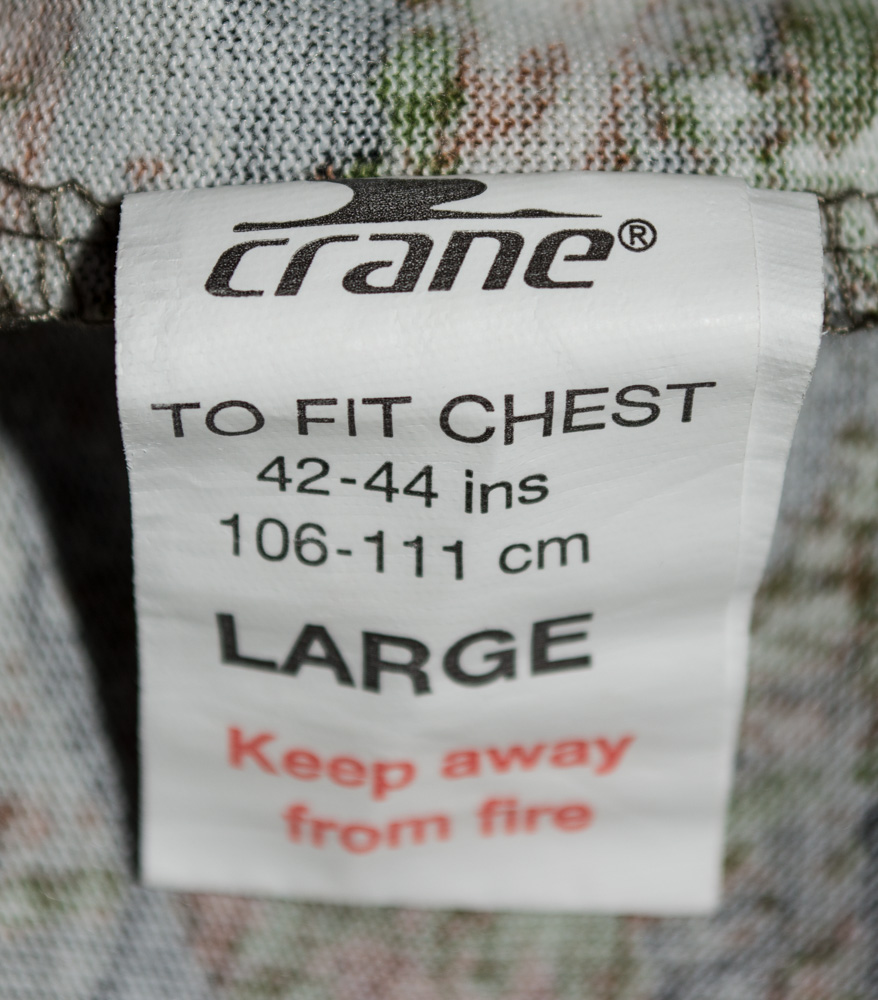 crane®
TO FIT CHEST
42-44 ins
106-111 cm
LARGE
Keep away
from fire